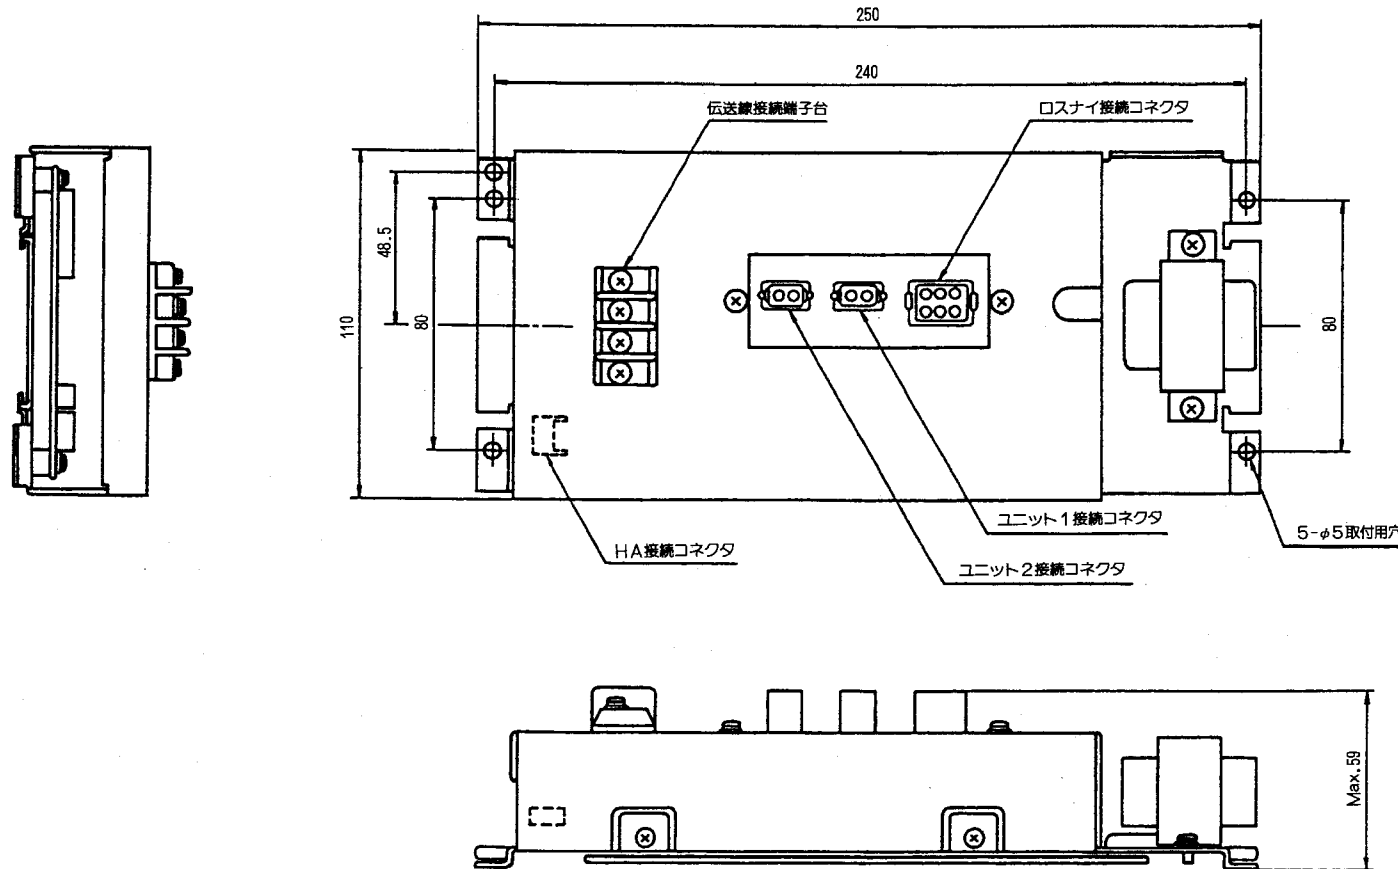 250
240
伝送線接続端子台
ロスナイ接続コネクタ
48.5
110
80
80
ユニット1接続コネクタ
5-φ5取付用穴
HA接続コネクタ
ユニット2接続コネクタ
Max.59